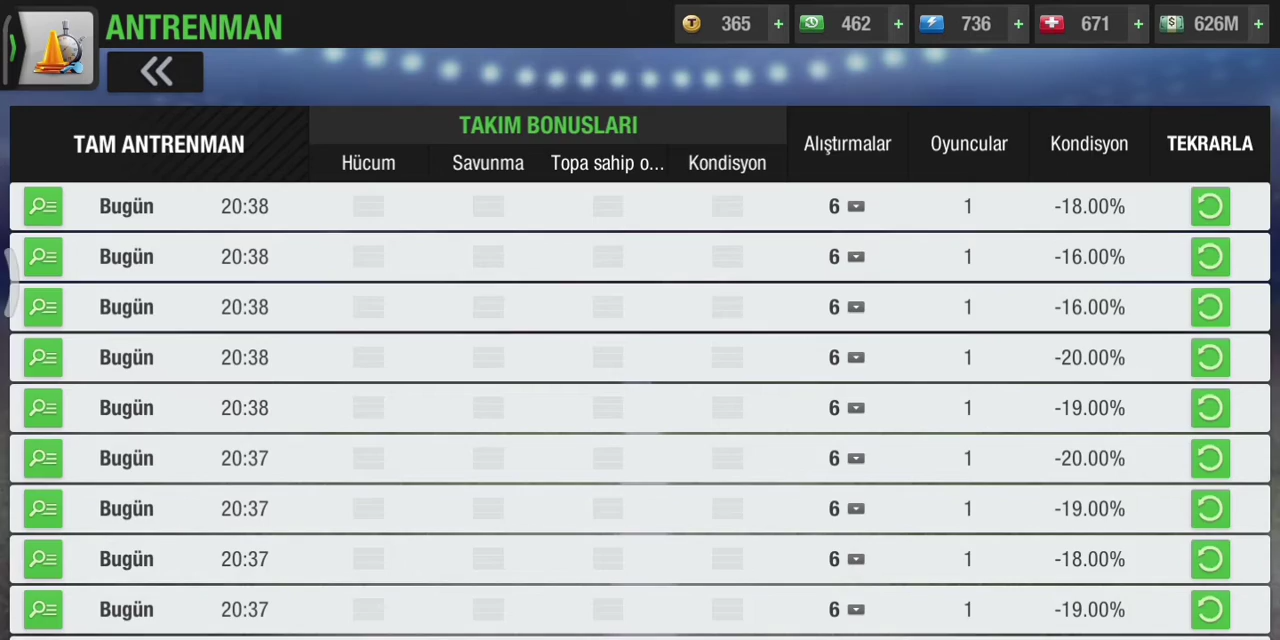 ANTRENMAN
365 + 462 + 736 + 671 + 626M +
TAM ANTRENMAN TAKIM BONUSLARI Alıştırmalar Oyuncular Kondisyon TEKRARLA
Hücum Savunma Topa sahip o... Kondisyon
Bugün 20:38 6 1 -18.00%
Bugün 20:38 6 1 -16.00%
Bugün 20:38 6 1 -16.00%
Bugün 20:38 6 1 -20.00%
Bugün 20:38 6 1 -19.00%
Bugün 20:37 6 1 -20.00%
Bugün 20:37 6 1 -19.00%
Bugün 20:37 6 1 -18.00%
Bugün 20:37 6 1 -19.00%